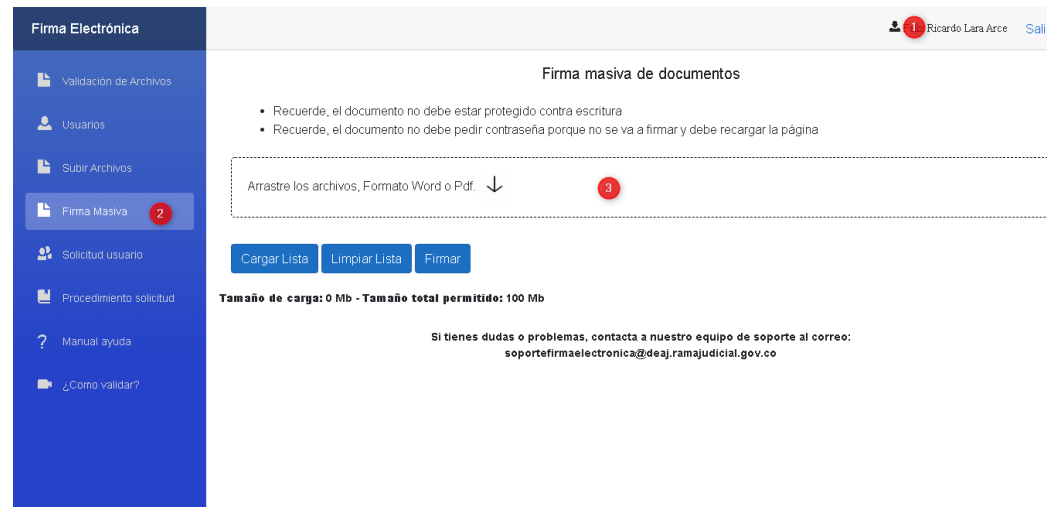 Firma Electrónica
1 Ricardo Lara Arce Sali
Validación de Archivos
Usuarios
Subir Archivos
Firma Masiva 2
Solicitud usuario
Procedimiento solicitud
? Manual ayuda
¿Como validar?
Firma masiva de documentos
• Recuerde, el documento no debe estar protegido contra escritura
• Recuerde, el documento no debe pedir contraseña porque no se va a firmar y debe recargar la página
Arrastre los archivos, Formato Word o Pdf. 3
Cargar Lista Limpiar Lista Firmar
Tamaño de carga: 0 Mb - Tamaño total permitido: 100 Mb
Si tienes dudas o problemas, contacta a nuestro equipo de soporte al correo:
soportefirmaelectronica@deaj.ramajudicial.gov.co